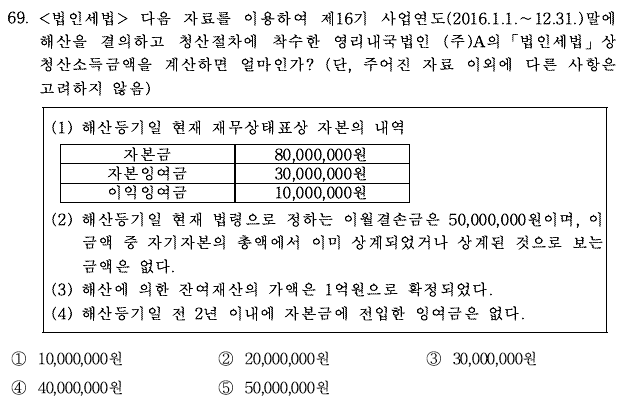 69. <법인세법> 다음 자료를 이용하여 제16기 사업연도(2016.1.1.~12.31.)말에
해산을 결의하고 청산절차에 착수한 영리내국법인 (주)A의「법인세법」상
청산소득금액을 계산하면 얼마인가? (단, 주어진 자료 이외에 다른 사항은
고려하지 않음)
(1) 해산등기일 현재 재무상태표상 자본의 내역
자본금 80,000,000원
자본잉여금 30,000,000원
이익잉여금 10,000,000원
(2) 해산등기일 현재 법령으로 정하는 이월결손금은 50,000,000원이며, 이
금액 중 자기자본의 총액에서 이미 상계되었거나 상계된 것으로 보는
금액은 없다.
(3) 해산에 의한 잔여재산의 가액은 1억원으로 확정되었다.
(4) 해산등기일 전 2년 이내에 자본금에 전입한 잉여금은 없다.
① 10,000,000원 ② 20,000,000원 ③ 30,000,000원
④ 40,000,000원 ⑤ 50,000,000원